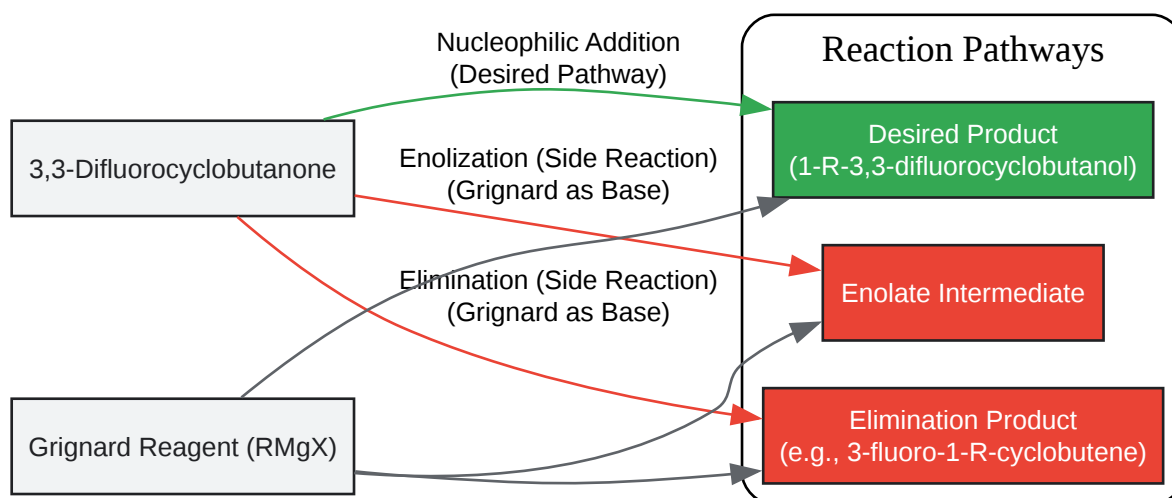 Reaction Pathways
Nucleophilic Addition
(Desired Pathway)
3,3-Difluorocyclobutanone
Desired Product
(1-R-3,3-difluorocyclobutanol)
Enolization (Side Reaction)
(Grignard as Base)
Elimination (Side Reaction)
(Grignard as Base)
Enolate Intermediate
Grignard Reagent (RMgX)
Elimination Product
(e.g., 3-fluoro-1-R-cyclobutene)